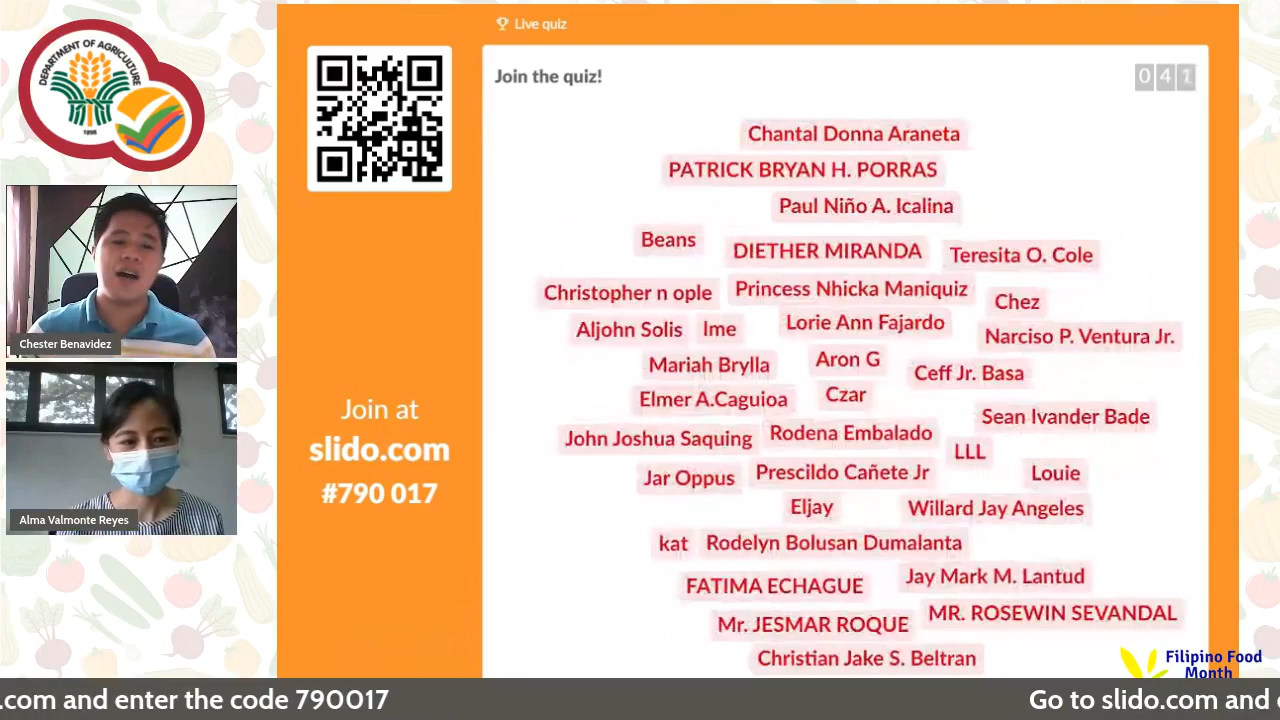 DEPARTMENT OF AGRICULTURE
1898
Live quiz
Join the quiz!
041
Chantal Donna Araneta
PATRICK BRYAN H. PORRAS
Paul Niño A. Icalina
Beans
DIETHER MIRANDA
Teresita O. Cole
Christopher n ople
Princess Nhicka Maniquiz
Chez
Aljohn Solis
Ime
Lorie Ann Fajardo
Narciso P. Ventura Jr.
Mariah Brylla
Aron G
Ceff Jr. Basa
Elmer A.Caguioa
Czar
Sean Ivander Bade
John Joshua Saquing
Rodena Embalado
LLL
Jar Oppus
Prescildo Cañete Jr
Louie
Eljay
Willard Jay Angeles
kat
Rodelyn Bolusan Dumalanta
FATIMA ECHAGUE
Jay Mark M. Lantud
Mr. JESMAR ROQUE
MR. ROSEWIN SEVANDAL
Christian Jake S. Beltran
Join at
slido.com
#790 017
Chester Benavidez
Alma Valmonte Reyes
Filipino Food
Month
.com and enter the code 790017
Go to slido.com and